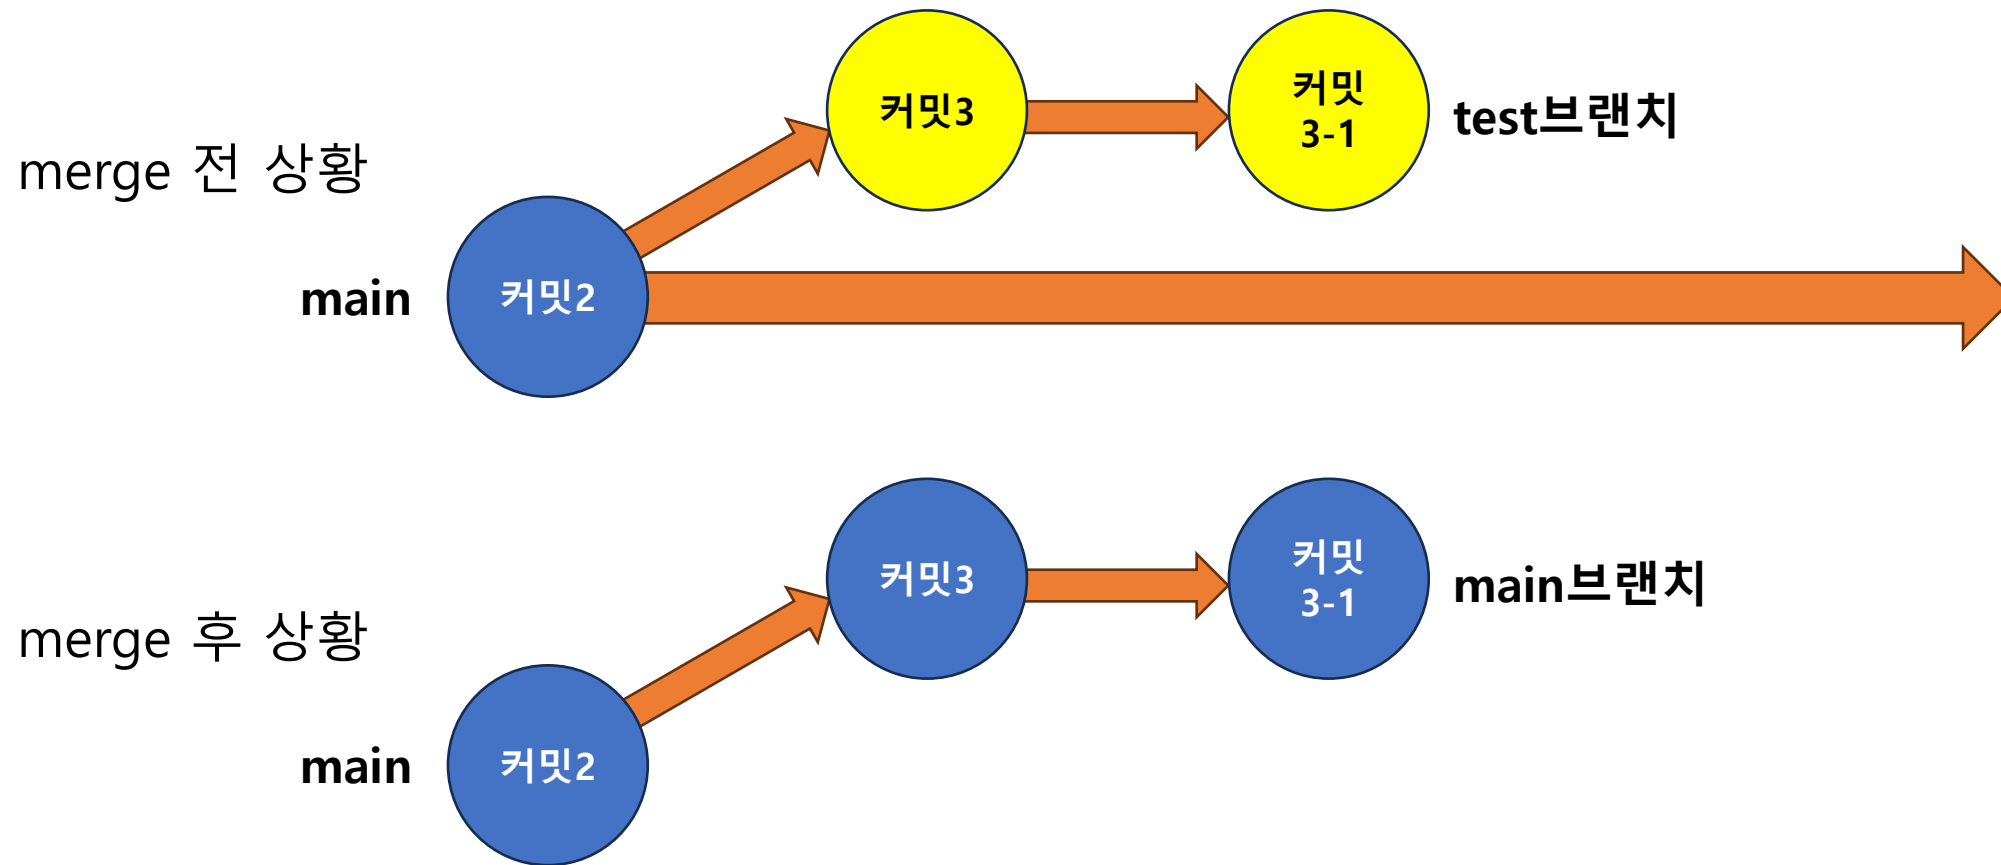 커밋3
커밋
3-1
test브랜치
merge 전 상황
main
커밋2
커밋3
커밋
3-1
main브랜치
merge 후 상황
main
커밋2